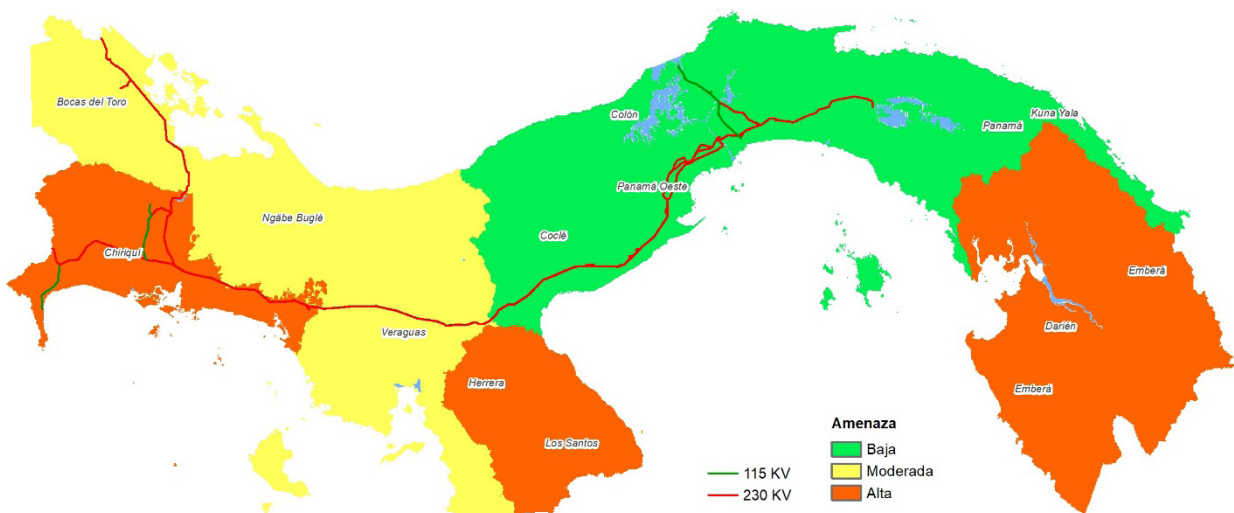 Bocas del Toro
Colón
Kuna Yala
Panamá
Panamá Oeste
Ngäbe Buglé
Coclé
Chiriquí
Emberá
Veraguas
Darién
Herrera
Emberá
Los Santos
Amenaza
Baja
Moderada
Alta
115 KV
230 KV